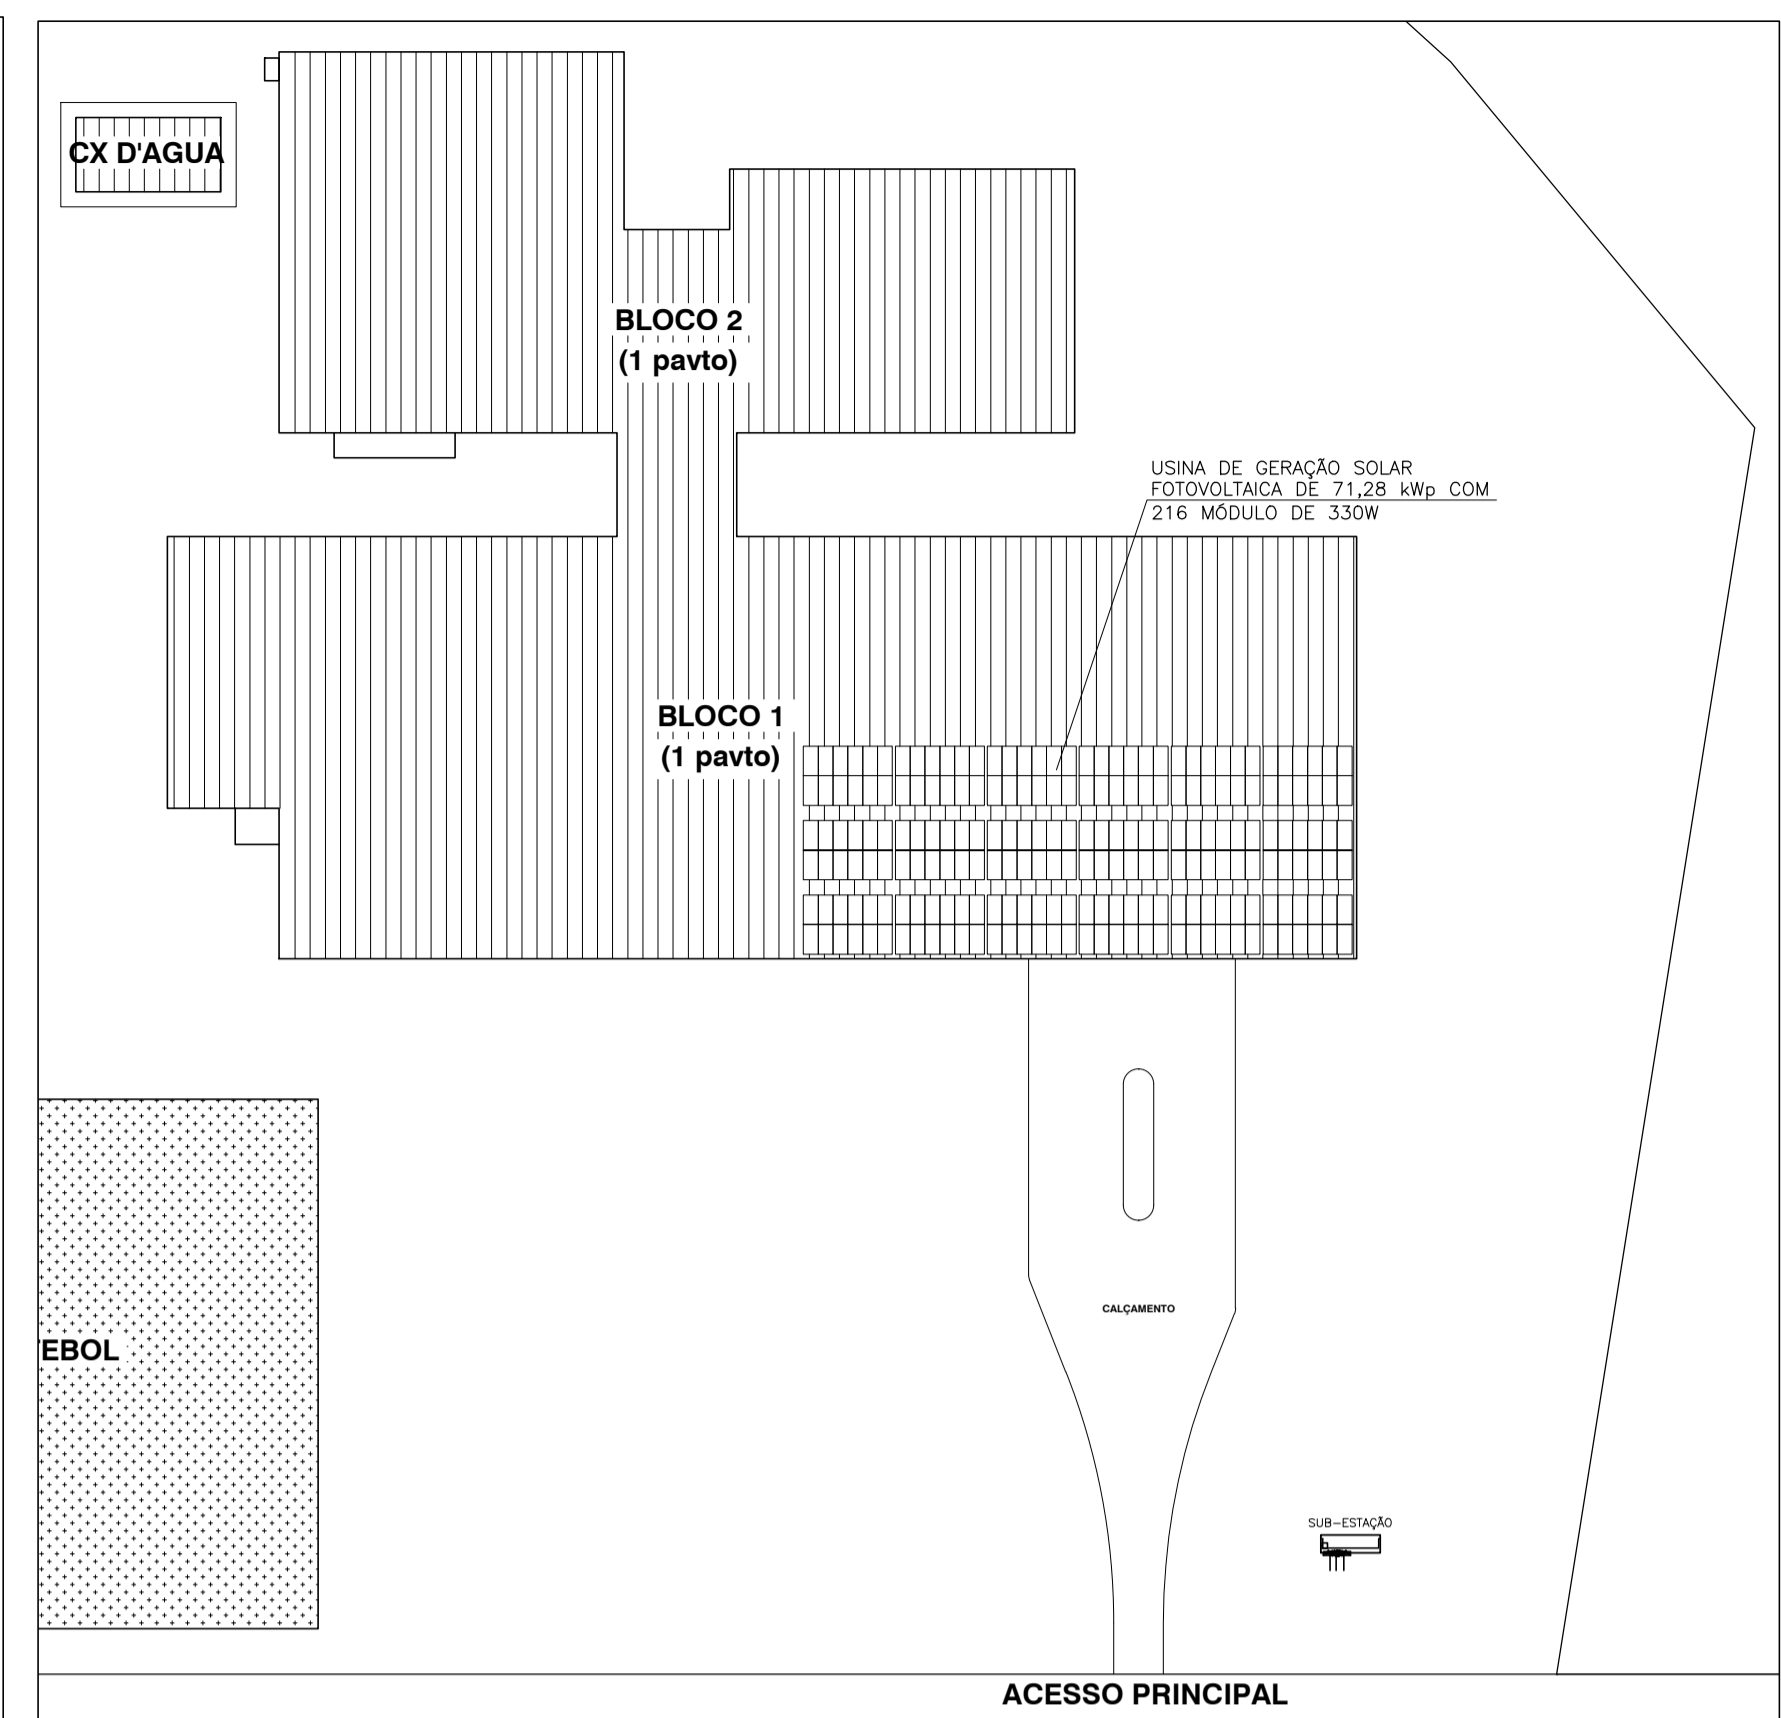 CX D'AGUA
BLOCO 2
(1 pavto)
USINA DE GERAÇÃO SOLAR
FOTOVOLTAICA DE 71,28 kWp COM
216 MÓDULO DE 330W
BLOCO 1
(1 pavto)
CALÇAMENTO
TEBOL
SUB-ESTAÇÃO
ACESSO PRINCIPAL